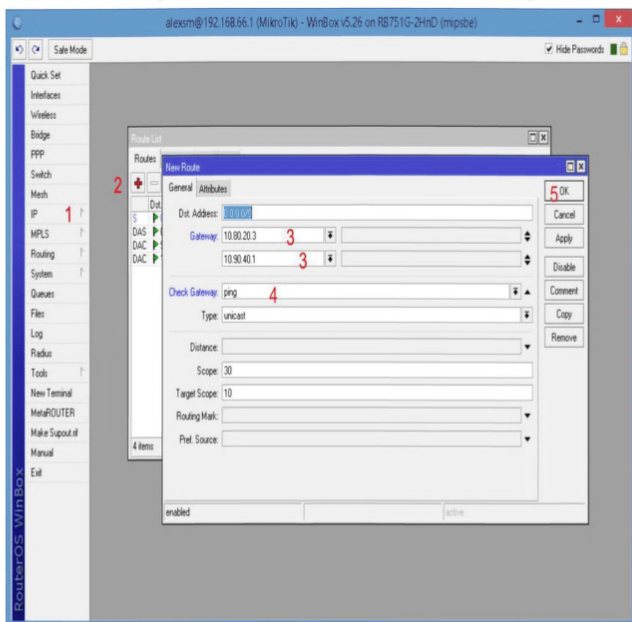 alexsm@192.168.66.1 (MikroTik) - WinBox v5.26 on RB751G-2HnD (mipsbe)
Safe Mode
Hide Passwords
Quick Set
Interfaces
Wireless
Bridge
PPP
Switch
Mesh
IP 1
MPLS
Routing
System
Queues
Files
Log
Radius
Tools
New Terminal
MetaROUTER
Make Supout.rif
Manual
Exit
RouterOS WinBox
Route List
Routes
2
Dst.
S
DAS
DAC
DAC
4 items
New Route
General Attributes
Dst. Address: 0.0.0.0/0
Gateway: 10.80.20.3 3
10.90.40.1 3
Check Gateway: ping 4
Type: unicast
Distance:
Scope: 30
Target Scope: 10
Routing Mark:
Pref. Source:
enabled
active
5 OK
Cancel
Apply
Disable
Comment
Copy
Remove